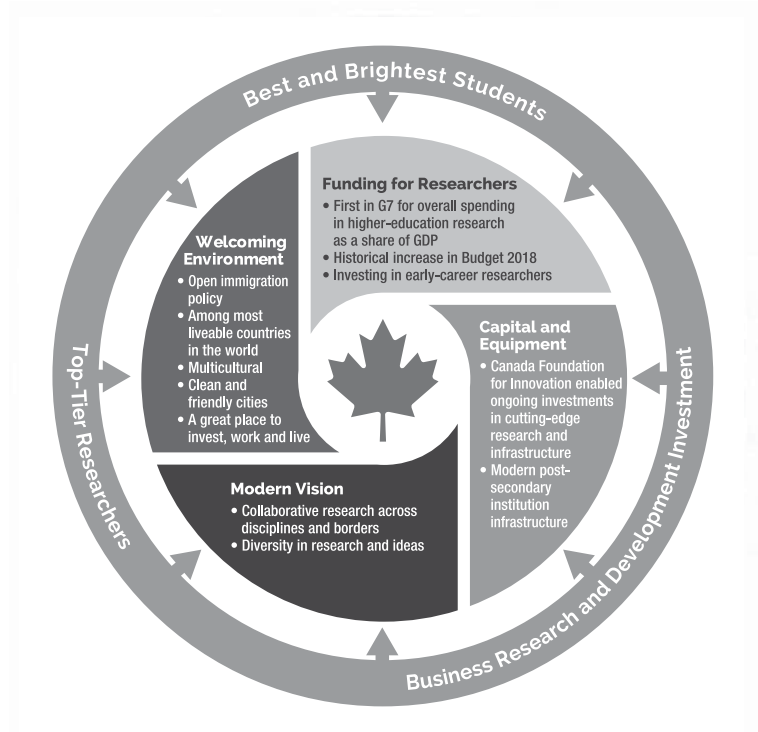 Best and Brightest Students
Funding for Researchers
• First in G7 for overall spending
in higher-education research
as a share of GDP
• Historical increase in Budget 2018
• Investing in early-career researchers
Welcoming
Environment
• Open immigration
policy
• Among most
liveable countries
in the world
• Multicultural
• Clean and
friendly cities
• A great place to
invest, work and live
Capital and
Equipment
• Canada Foundation
for Innovation enabled
ongoing investments
in cutting-edge
research and
infrastructure
• Modern post-
secondary
institution
infrastructure
Modern Vision
• Collaborative research across
disciplines and borders
• Diversity in research and ideas
Top-Tier Researchers
Business Research and Development Investment